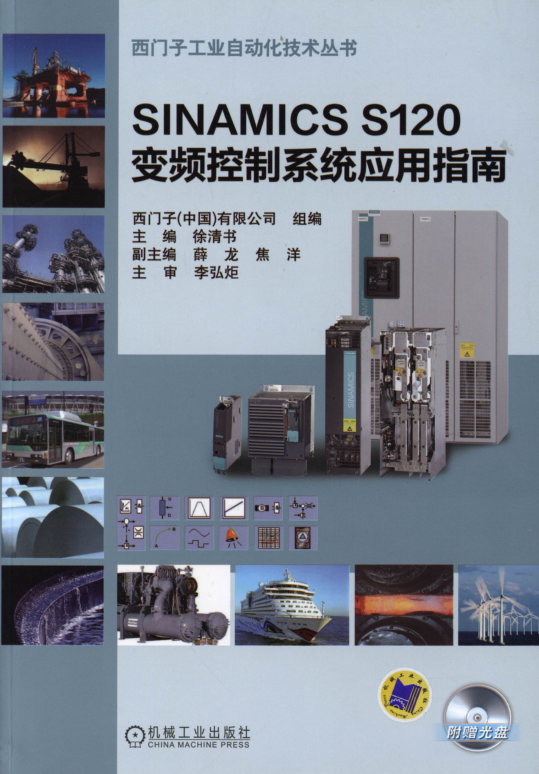 西门子工业自动化技术丛书
SINAMICS S120
变频控制系统应用指南
西门子(中国)有限公司 组编
主 编 徐清书
副主编 薛 龙 焦 洋
主 审 李弘炬
SINAMICS
机械工业出版社
CHINA MACHINE PRESS
附赠光盘